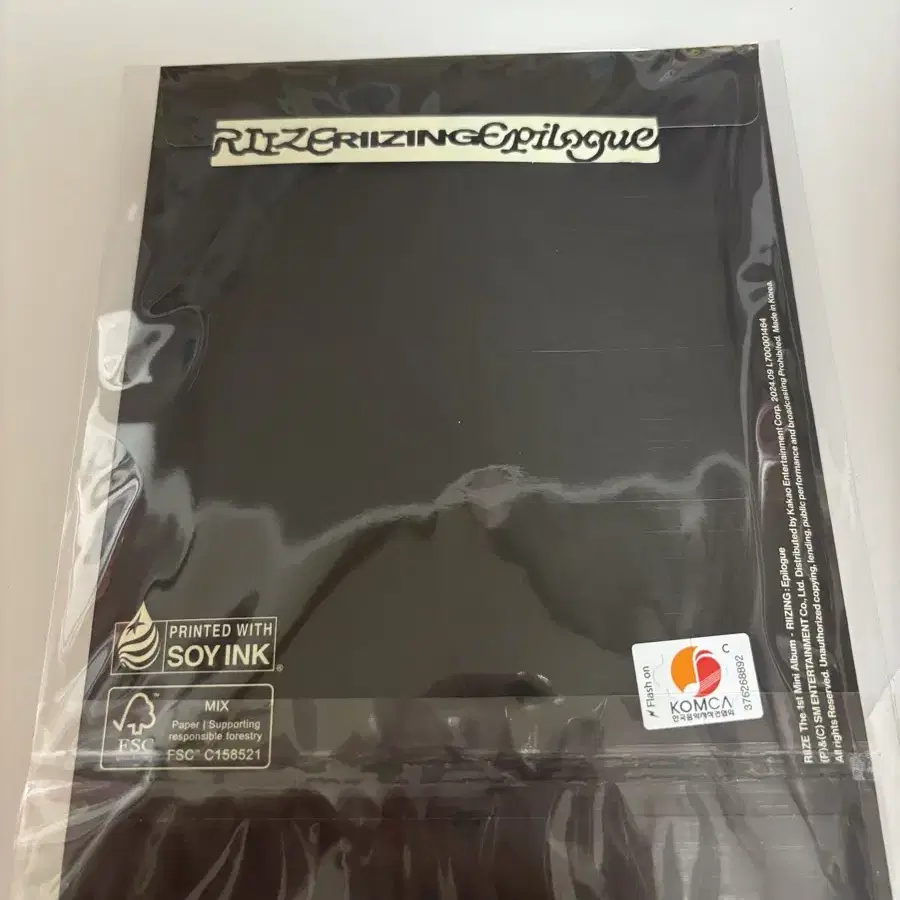 RIIZERIIZINGEpilogue
PRINTED WITH
SOY INK®
FSC
MIX
Paper | Supporting
responsible forestry
FSC® C158521
Flash on
C
KOMCA
한국음악저작권협회
376268892
RIIZE The 1st Mini Album - RIIZING : Epilogue
(P)&(C) SM ENTERTAINMENT Co., Ltd. Distributed by Kakao Entertainment Corp. 2024.09 L700001464
All rights Reserved. Unauthorized copying, lending, public performance and broadcasting Prohibited. Made in Korea.